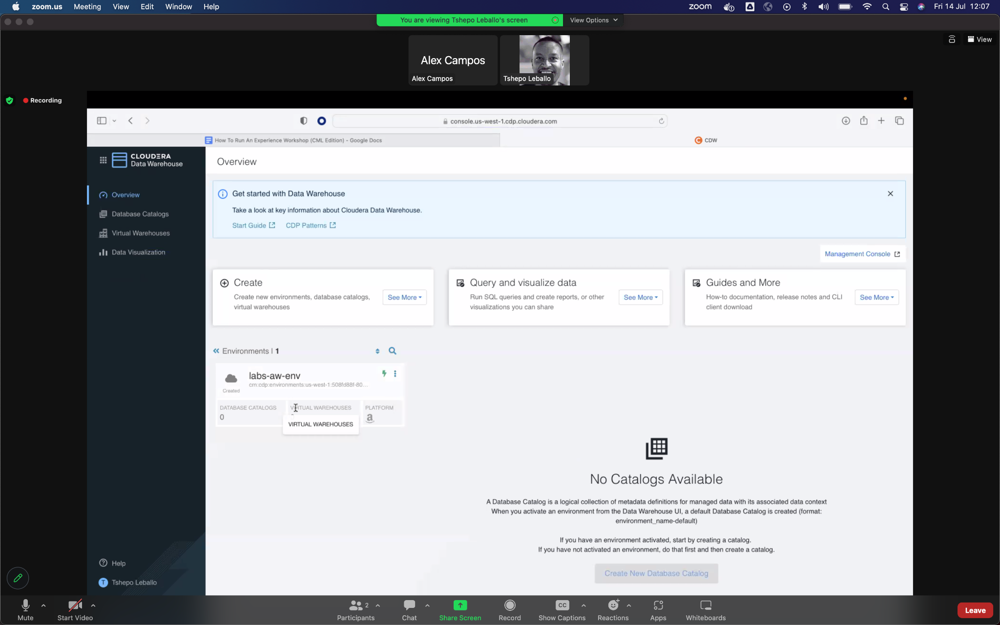 zoom.us Meeting View Edit Window Help
zoom Fri 14 Jul 12:07
You are viewing Tshepo Leballo's screen
View Options
View
Alex Campos
Alex Campos
Tshepo Leballo
Recording
console.us-west-1.cdp.cloudera.com
How To Run An Experience Workshop (CML Edition) - Google Docs
CDW
CLOUDERA
Data Warehouse
Overview
Database Catalogs
Virtual Warehouses
Data Visualization
Help
T Tshepo Leballo
Overview
Get started with Data Warehouse
Take a look at key information about Cloudera Data Warehouse.
Start Guide CDP Patterns
Management Console
Create
Create new environments, database catalogs,
virtual warehouses
See More
Query and visualize data
Run SQL queries and create reports, or other
visualizations you can share
See More
Guides and More
How-to documentation, release notes and CLI
client download
See More
Environments | 1
labs-aw-env
crn:cdp:environments:us-west-1:508fd88f-80...
Created
DATABASE CATALOGS
0
VIRTUAL WAREHOUSES
PLATFORM
VIRTUAL WAREHOUSES
No Catalogs Available
A Database Catalog is a logical collection of metadata definitions for managed data with its associated data context
When you activate an environment from the Data Warehouse UI, a default Database Catalog is created (format:
environment_name-default)
If you have an environment activated, start by creating a catalog.
If you have not activated an environment, do that first and then create a catalog.
Create New Database Catalog
Mute
Start Video
Participants 2
Chat
Share Screen
Record
CC
Show Captions
Reactions
Apps
Whiteboards
Leave